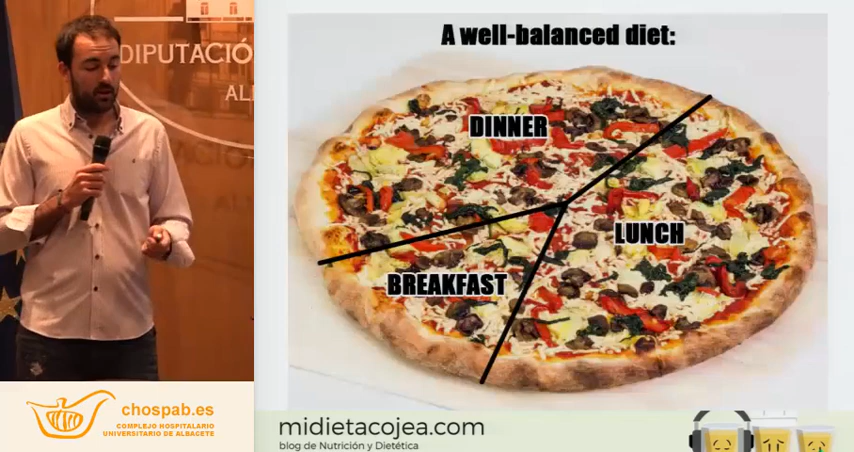 DIPUTACIÓ
AL
chospab.es
COMPLEJO HOSPITALARIO
UNIVERSITARIO DE ALBACETE
A well-balanced diet:
DINNER
LUNCH
BREAKFAST
midietacojea.com
blog de Nutrición y Dietética